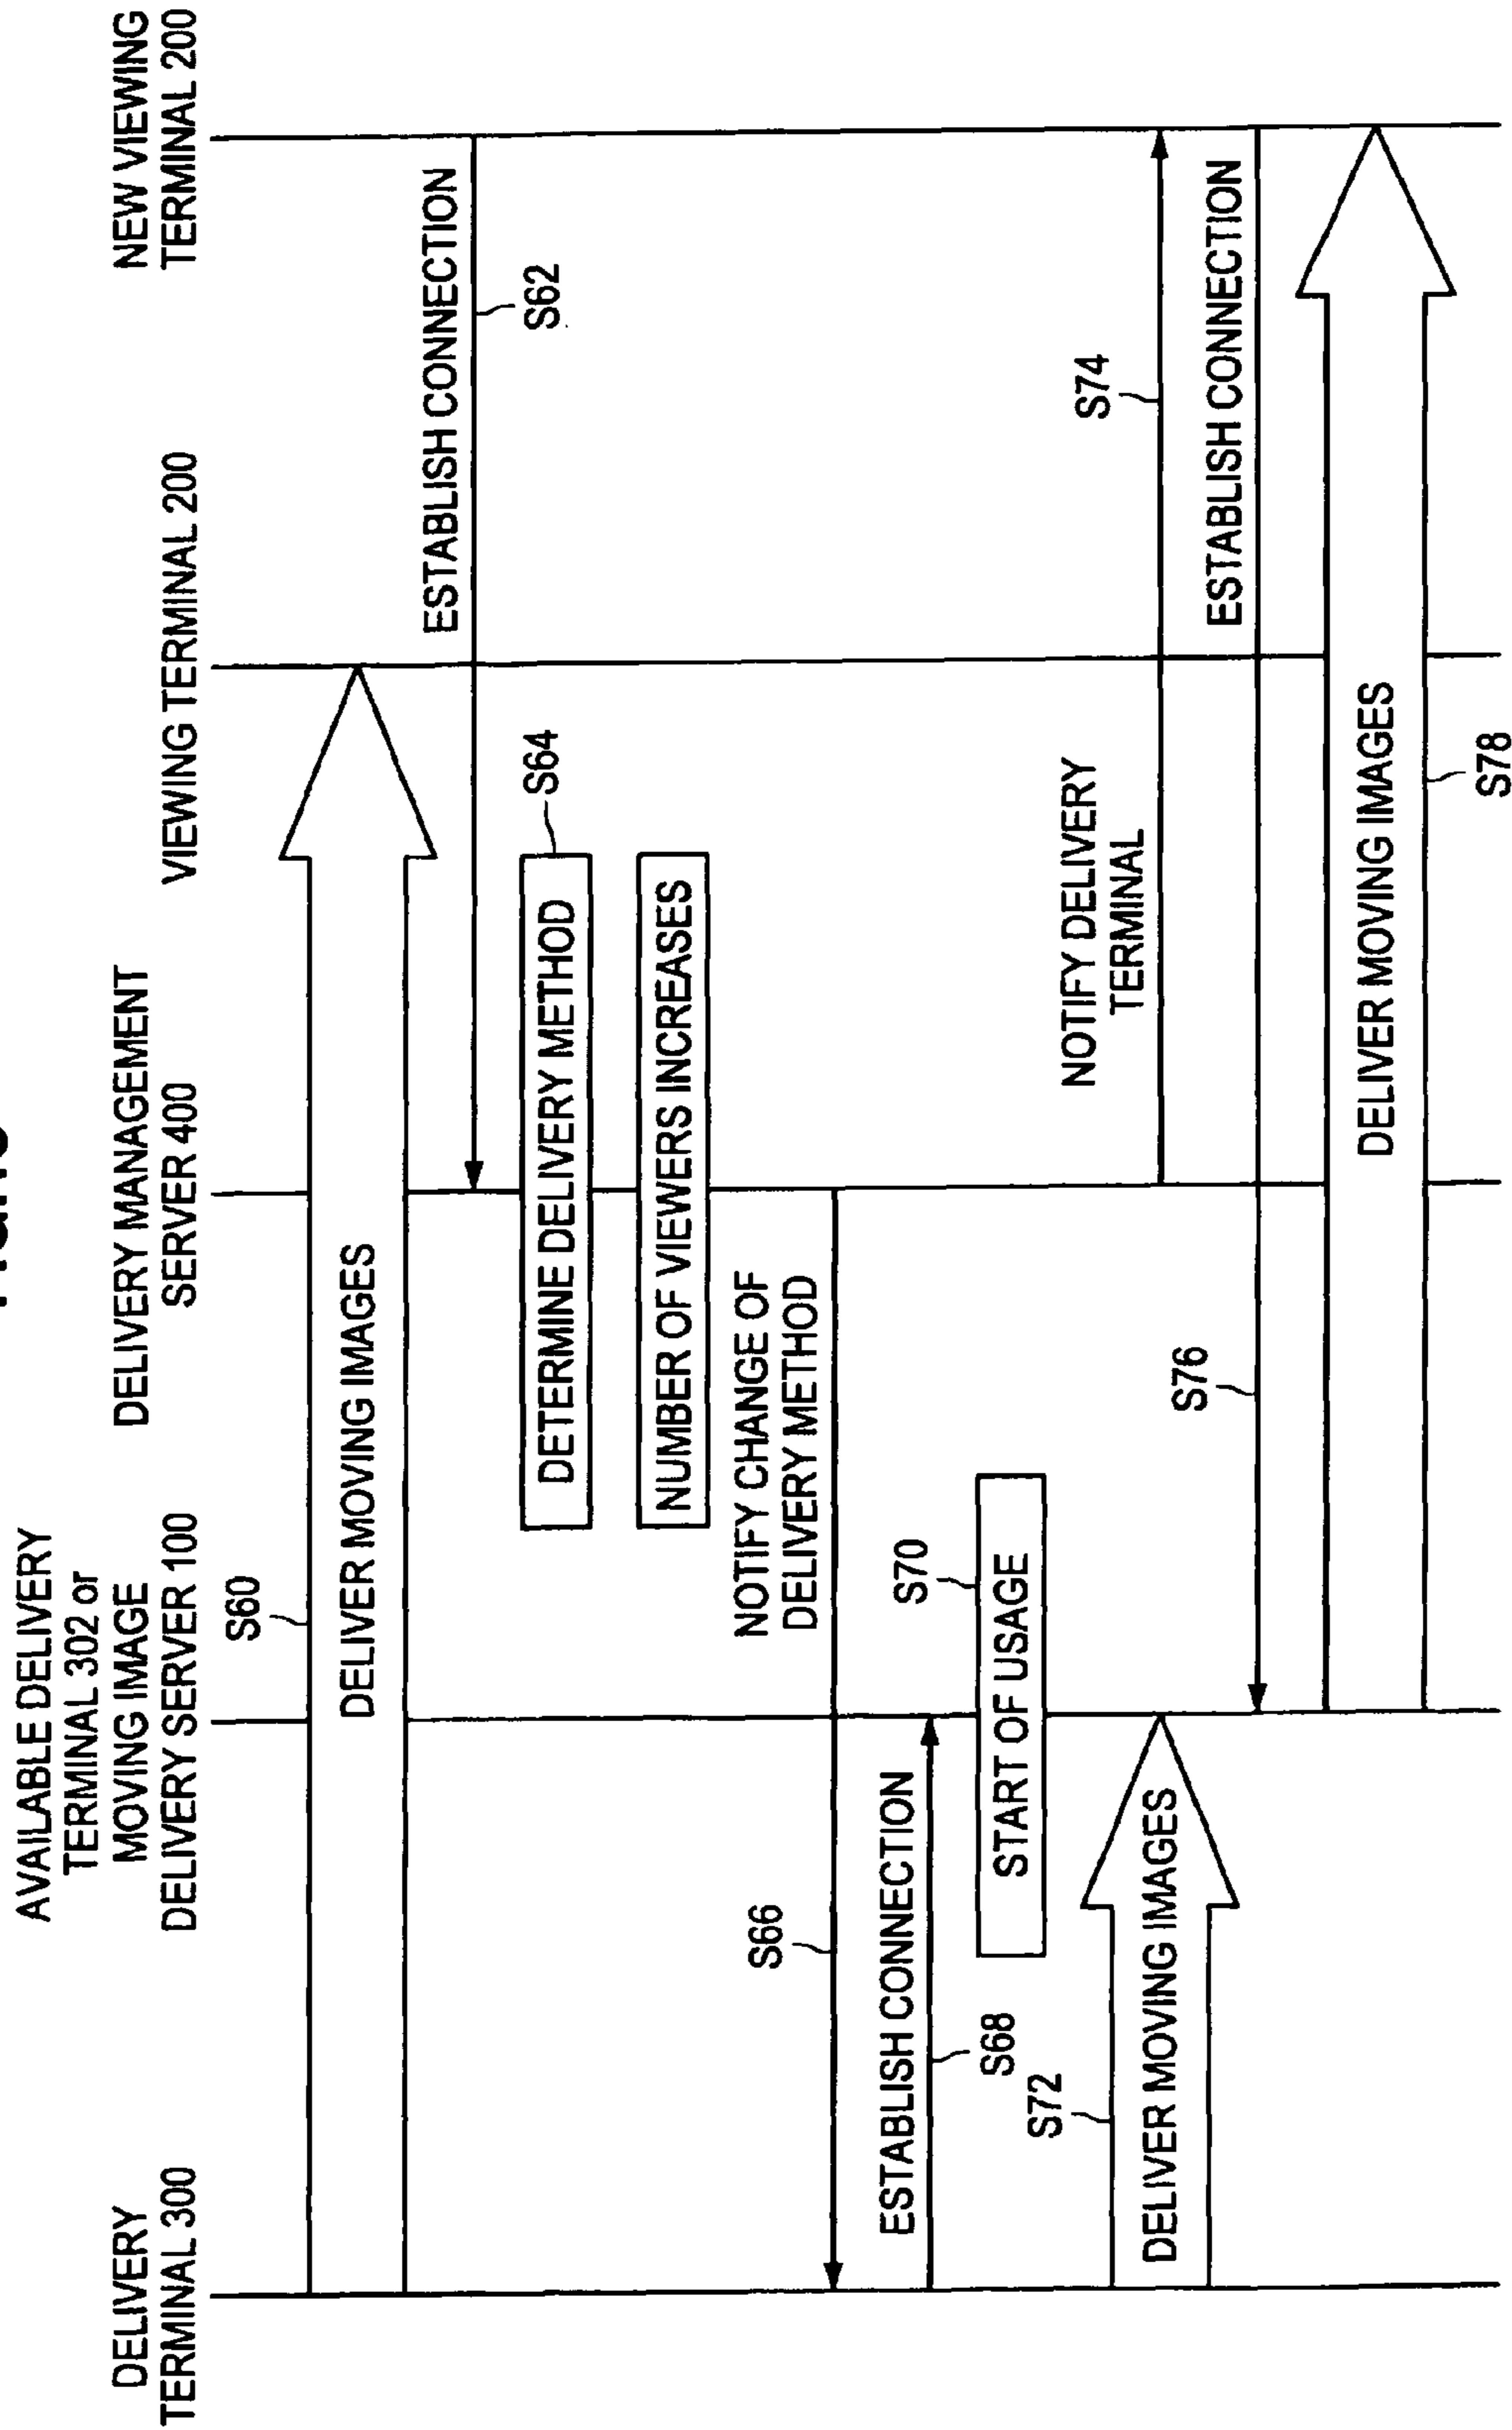 DELIVERY
TERMINAL 300
AVAILABLE DELIVERY
TERMINAL 302 or
MOVING IMAGE
DELIVERY SERVER 100
DELIVERY MANAGEMENT
SERVER 400
VIEWING TERMINAL 200
NEW VIEWING
TERMINAL 200
S60
DELIVER MOVING IMAGES
ESTABLISH CONNECTION
S62
DETERMINE DELIVERY METHOD
S64
NUMBER OF VIEWERS INCREASES
NOTIFY CHANGE OF
DELIVERY METHOD
S66
ESTABLISH CONNECTION
S68
S70
START OF USAGE
S72
DELIVER MOVING IMAGES
NOTIFY DELIVERY
TERMINAL
S74
ESTABLISH CONNECTION
S76
DELIVER MOVING IMAGES
S78